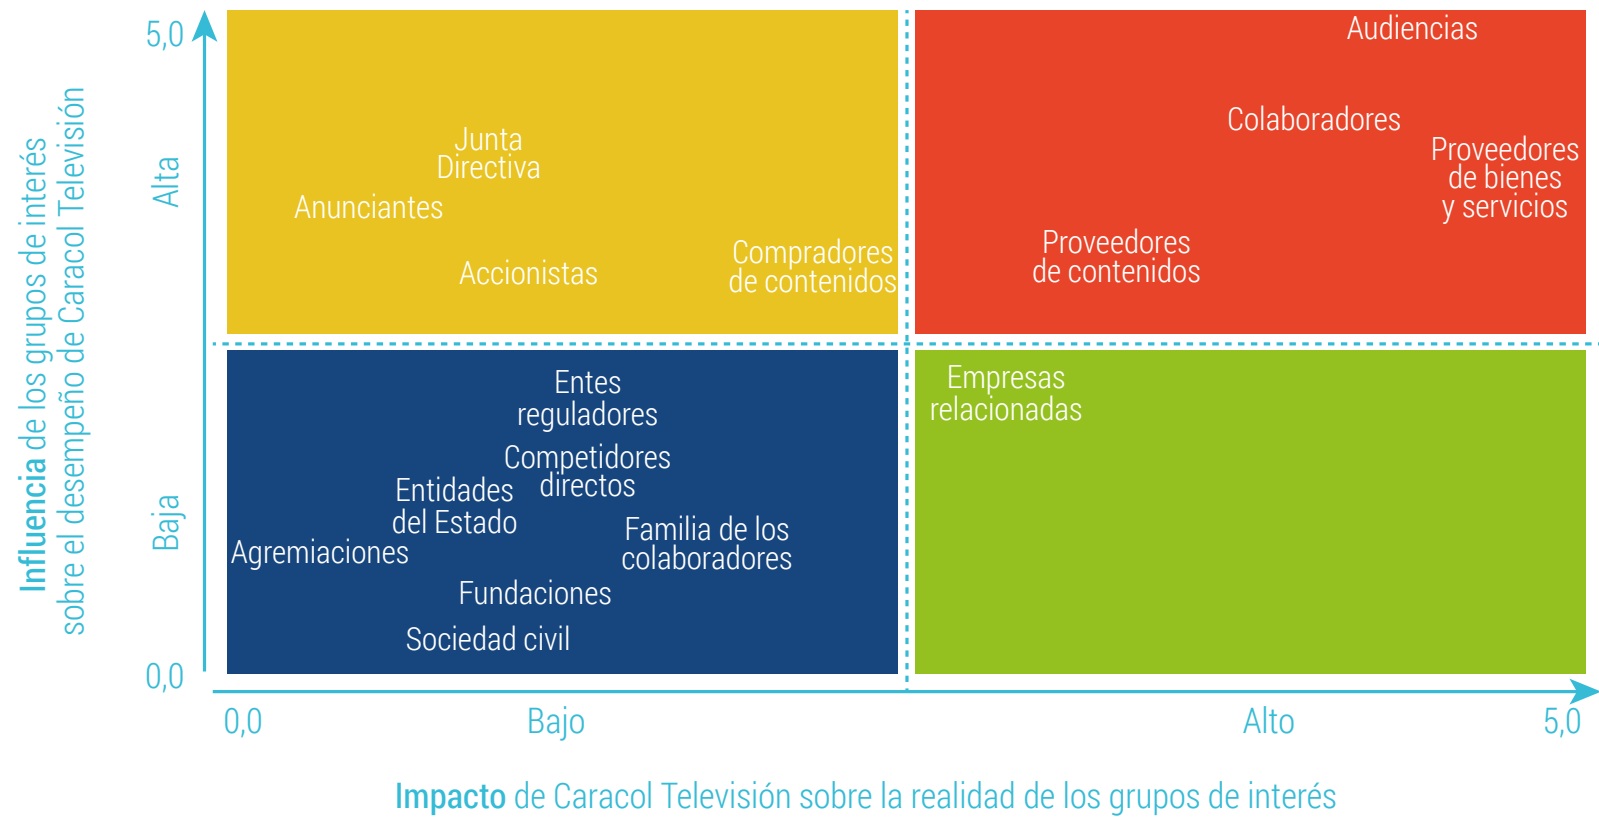 Influencia de los grupos de interés
sobre el desempeño de Caracol Televisión
5,0
Alta
Baja
0,0
Junta
Directiva
Anunciantes
Accionistas
Compradores
de contenidos
Audiencias
Colaboradores
Proveedores
de bienes
y servicios
Proveedores
de contenidos
Entes
reguladores
Competidores
directos
Entidades
del Estado
Familia de los
colaboradores
Agremiaciones
Fundaciones
Sociedad civil
Empresas
relacionadas
0,0
Bajo
Alto
5,0
Impacto de Caracol Televisión sobre la realidad de los grupos de interés